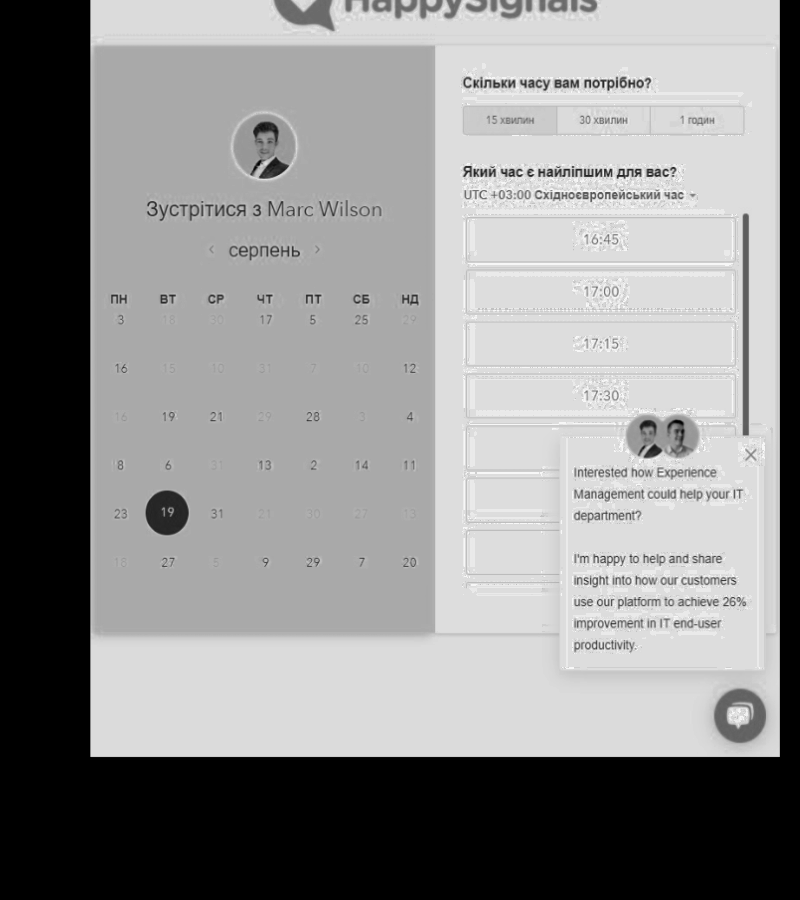 HappySignals
Зустрітися з Marc Wilson
серпень
ПН ВТ СР ЧТ ПТ СБ НД
3 18 30 17 5 25 29
16 15 10 31 7 10 12
16 19 21 29 28 3 4
8 6 31 13 2 14 11
23 19 31 21 30 27 13
18 27 5 9 29 7 20
Скільки часу вам потрібно?
15 хвилин 30 хвилин 1 годин
Який час є найліпшим для вас?
UTC +03:00 Східноєвропейський час
16:45
17:00
17:15
17:30
Interested how Experience
Management could help your IT
department?
I'm happy to help and share
insight into how our customers
use our platform to achieve 26%
improvement in IT end-user
productivity.